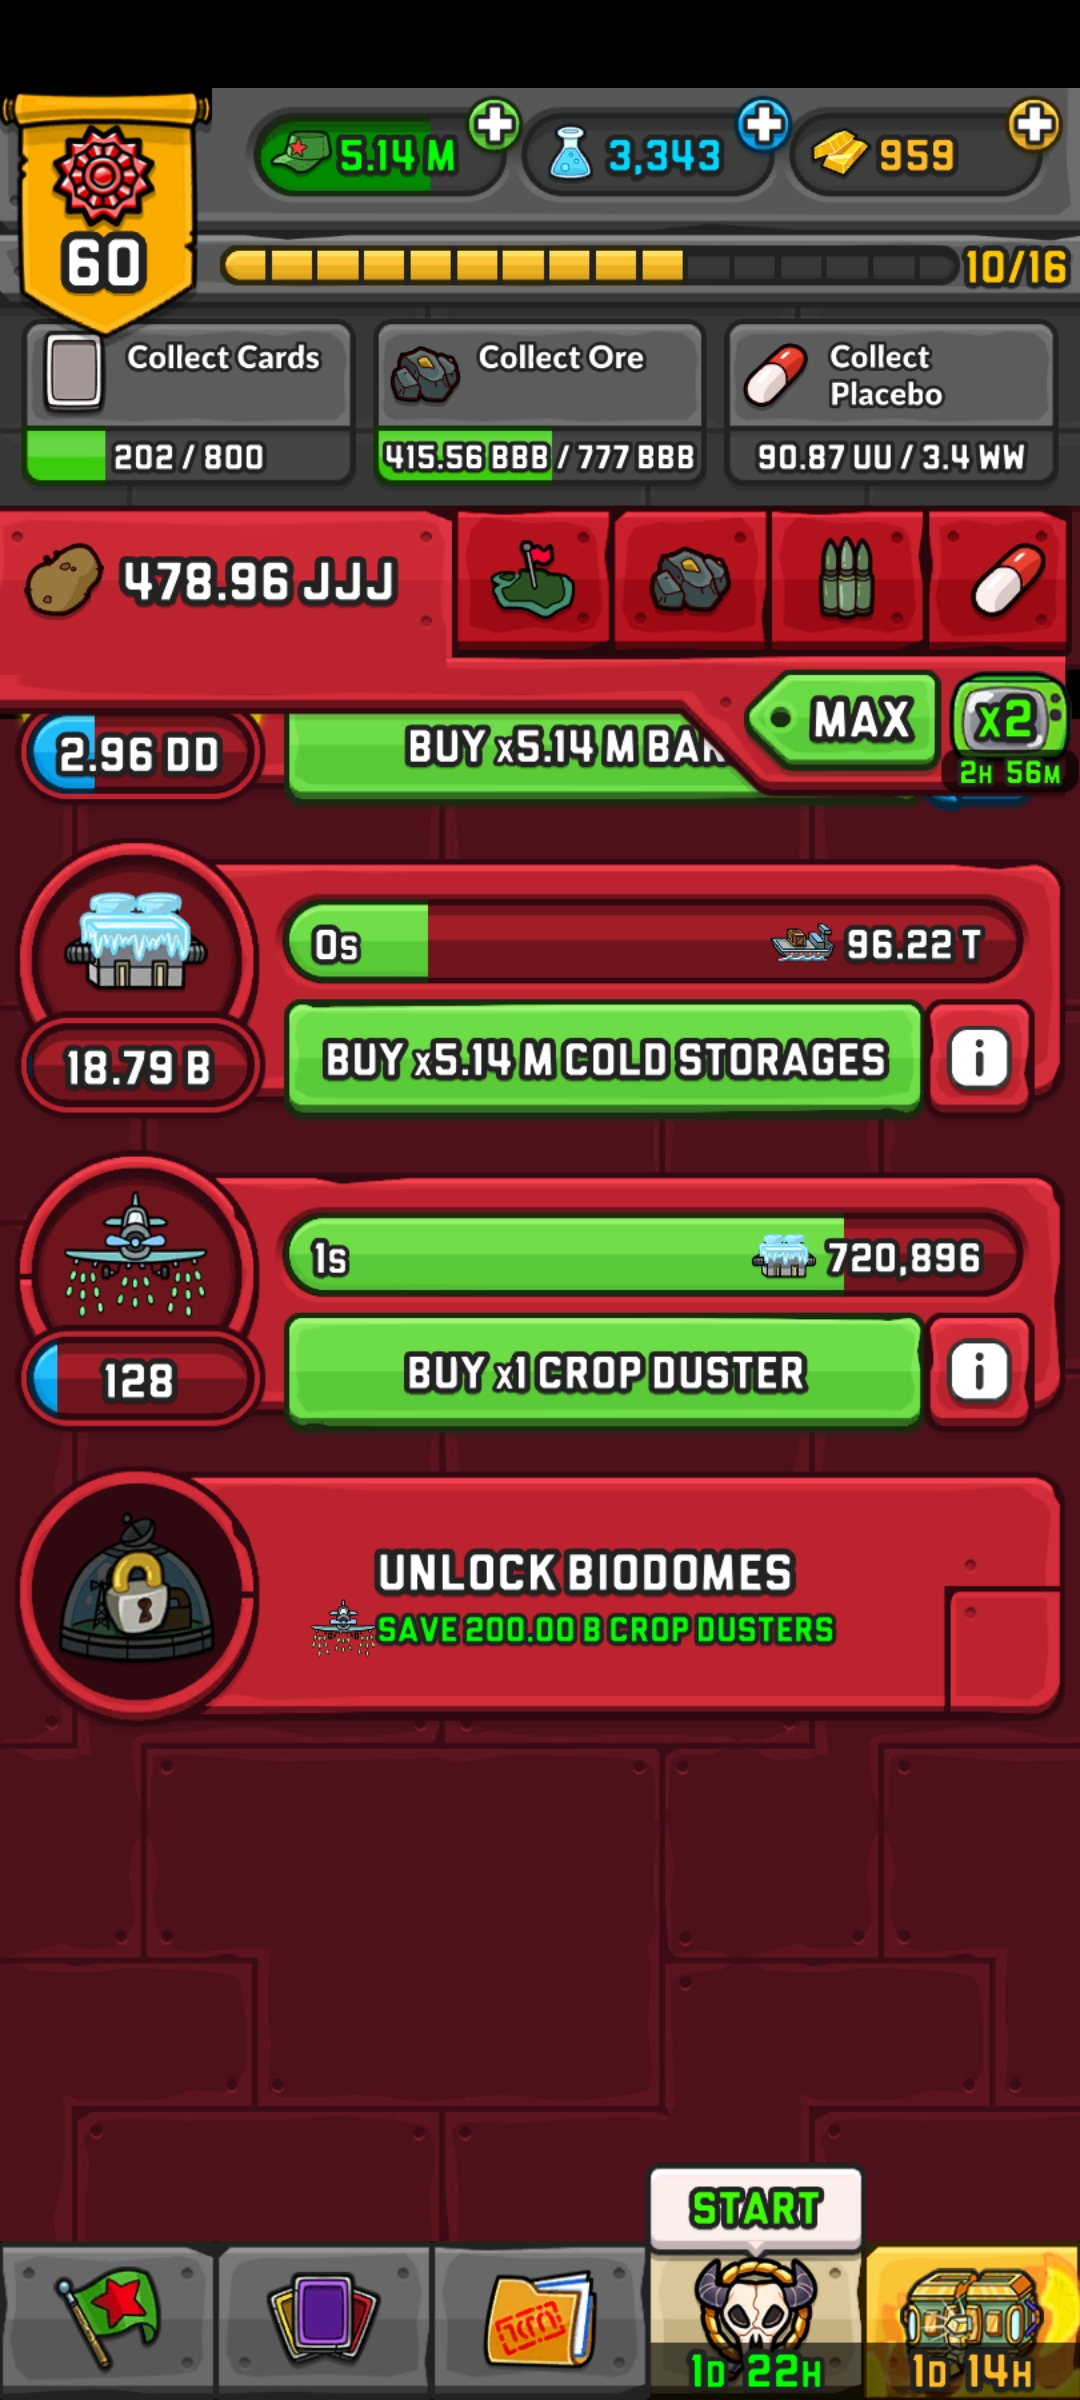 5.14 M
3,343
959
60
10/16
Collect Cards
202 / 800
Collect Ore
415.56 BBB / 777 BBB
Collect
Placebo
90.87 UU / 3.4 WW
478.96 JJJ
MAX
x2
2H 56M
2.96 DD
BUY x5.14 M
0s
96.22 T
18.79 B
BUY x5.14 M COLD STORAGES
i
1s
720,896
128
BUY x1 CROP DUSTER
i
UNLOCK BIODOMES
SAVE 200.00 B CROP DUSTERS
START
1D 22H
1D 14H